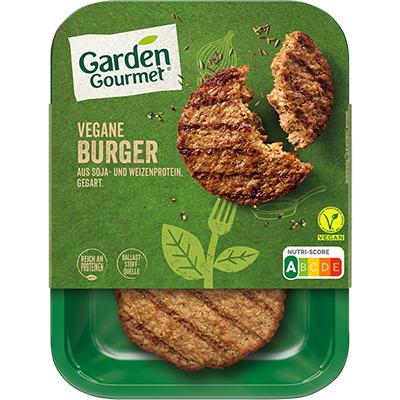 Garden
Gourmet®
VEGANE
BURGER
AUS SOJA- UND WEIZENPROTEIN,
GEGART.
REICH AN
PROTEINEN
BALLAST-
STOFF-
QUELLE
VEGAN
NUTRI-SCORE
A B C D E